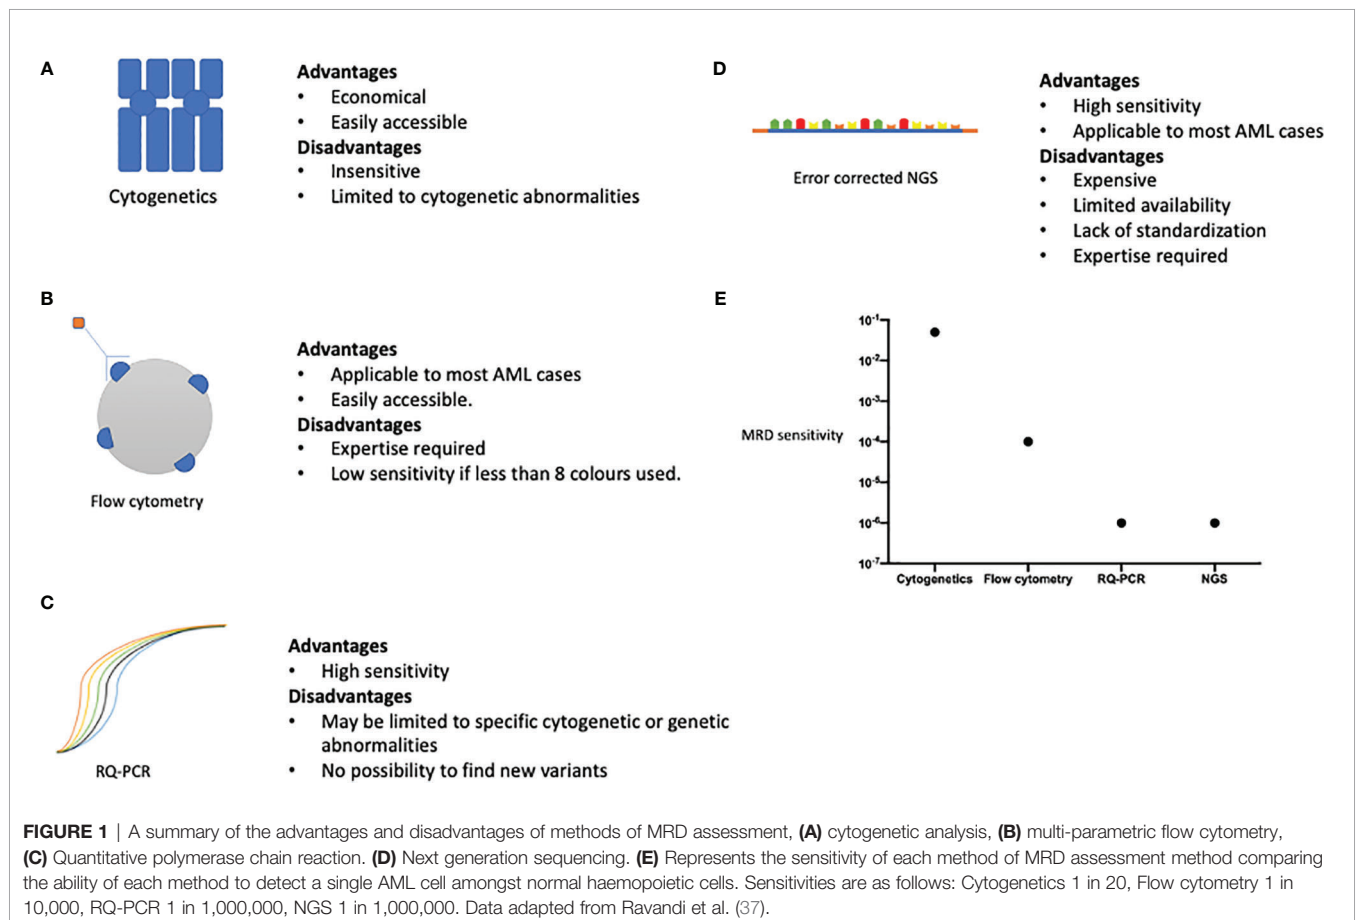 A
Cytogenetics
Advantages
• Economical
• Easily accessible
Disadvantages
• Insensitive
• Limited to cytogenetic abnormalities
B
Flow cytometry
Advantages
• Applicable to most AML cases
• Easily accessible.
Disadvantages
• Expertise required
• Low sensitivity if less than 8 colours used.
C
RQ-PCR
Advantages
• High sensitivity
Disadvantages
• May be limited to specific cytogenetic or genetic
abnormalities
• No possibility to find new variants
D
Error corrected NGS
Advantages
• High sensitivity
• Applicable to most AML cases
Disadvantages
• Expensive
• Limited availability
• Lack of standardization
• Expertise required
E
MRD sensitivity
10-1
10-2
10-3
10-4
10-5
10-6
10-7
Cytogenetics Flow cytometry RQ-PCR NGS
FIGURE 1 | A summary of the advantages and disadvantages of methods of MRD assessment, (A) cytogenetic analysis, (B) multi-parametric flow cytometry,
(C) Quantitative polymerase chain reaction. (D) Next generation sequencing. (E) Represents the sensitivity of each method of MRD assessment method comparing
the ability of each method to detect a single AML cell amongst normal haemopoietic cells. Sensitivities are as follows: Cytogenetics 1 in 20, Flow cytometry 1 in
10,000, RQ-PCR 1 in 1,000,000, NGS 1 in 1,000,000. Data adapted from Ravandi et al. (37).